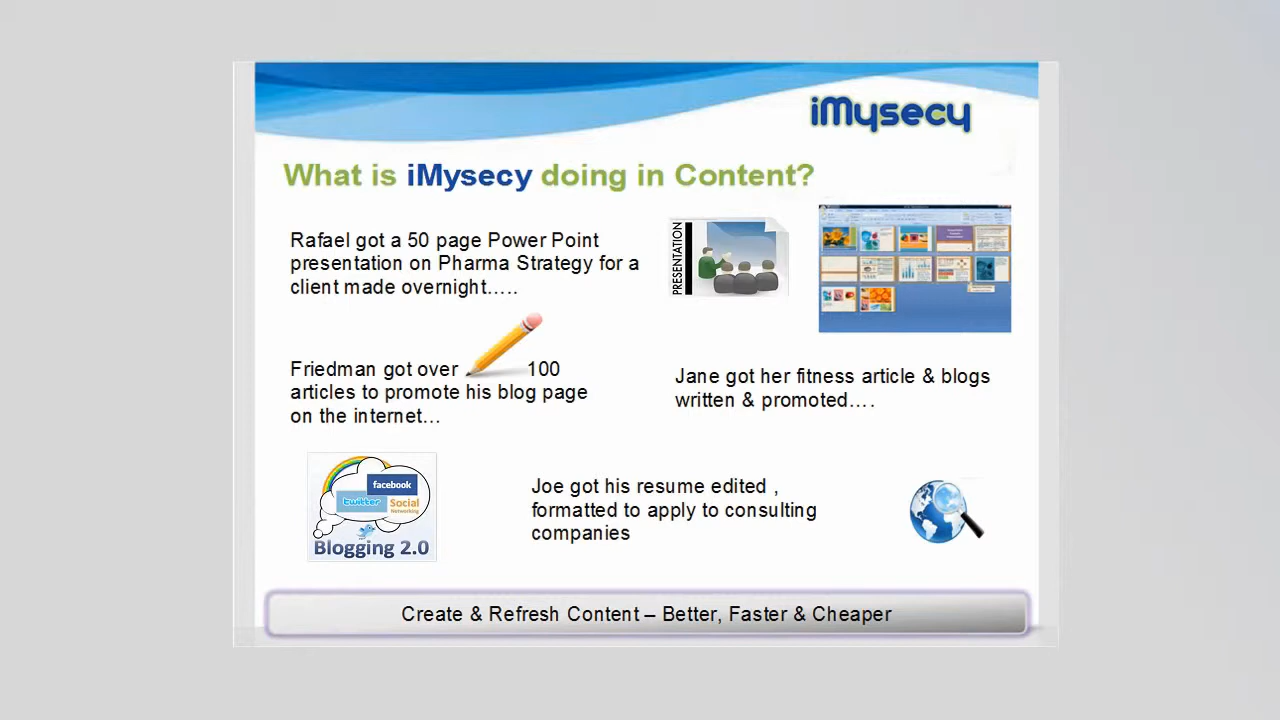 iMysecy
What is iMysecy doing in Content?
Rafael got a 50 page Power Point
presentation on Pharma Strategy for a
client made overnight.....
PRESENTATION
Friedman got over 100
articles to promote his blog page
on the internet...
Jane got her fitness article & blogs
written & promoted....
facebook
twitter
Social
Networking
Blogging 2.0
Joe got his resume edited ,
formatted to apply to consulting
companies
Create & Refresh Content – Better, Faster & Cheaper